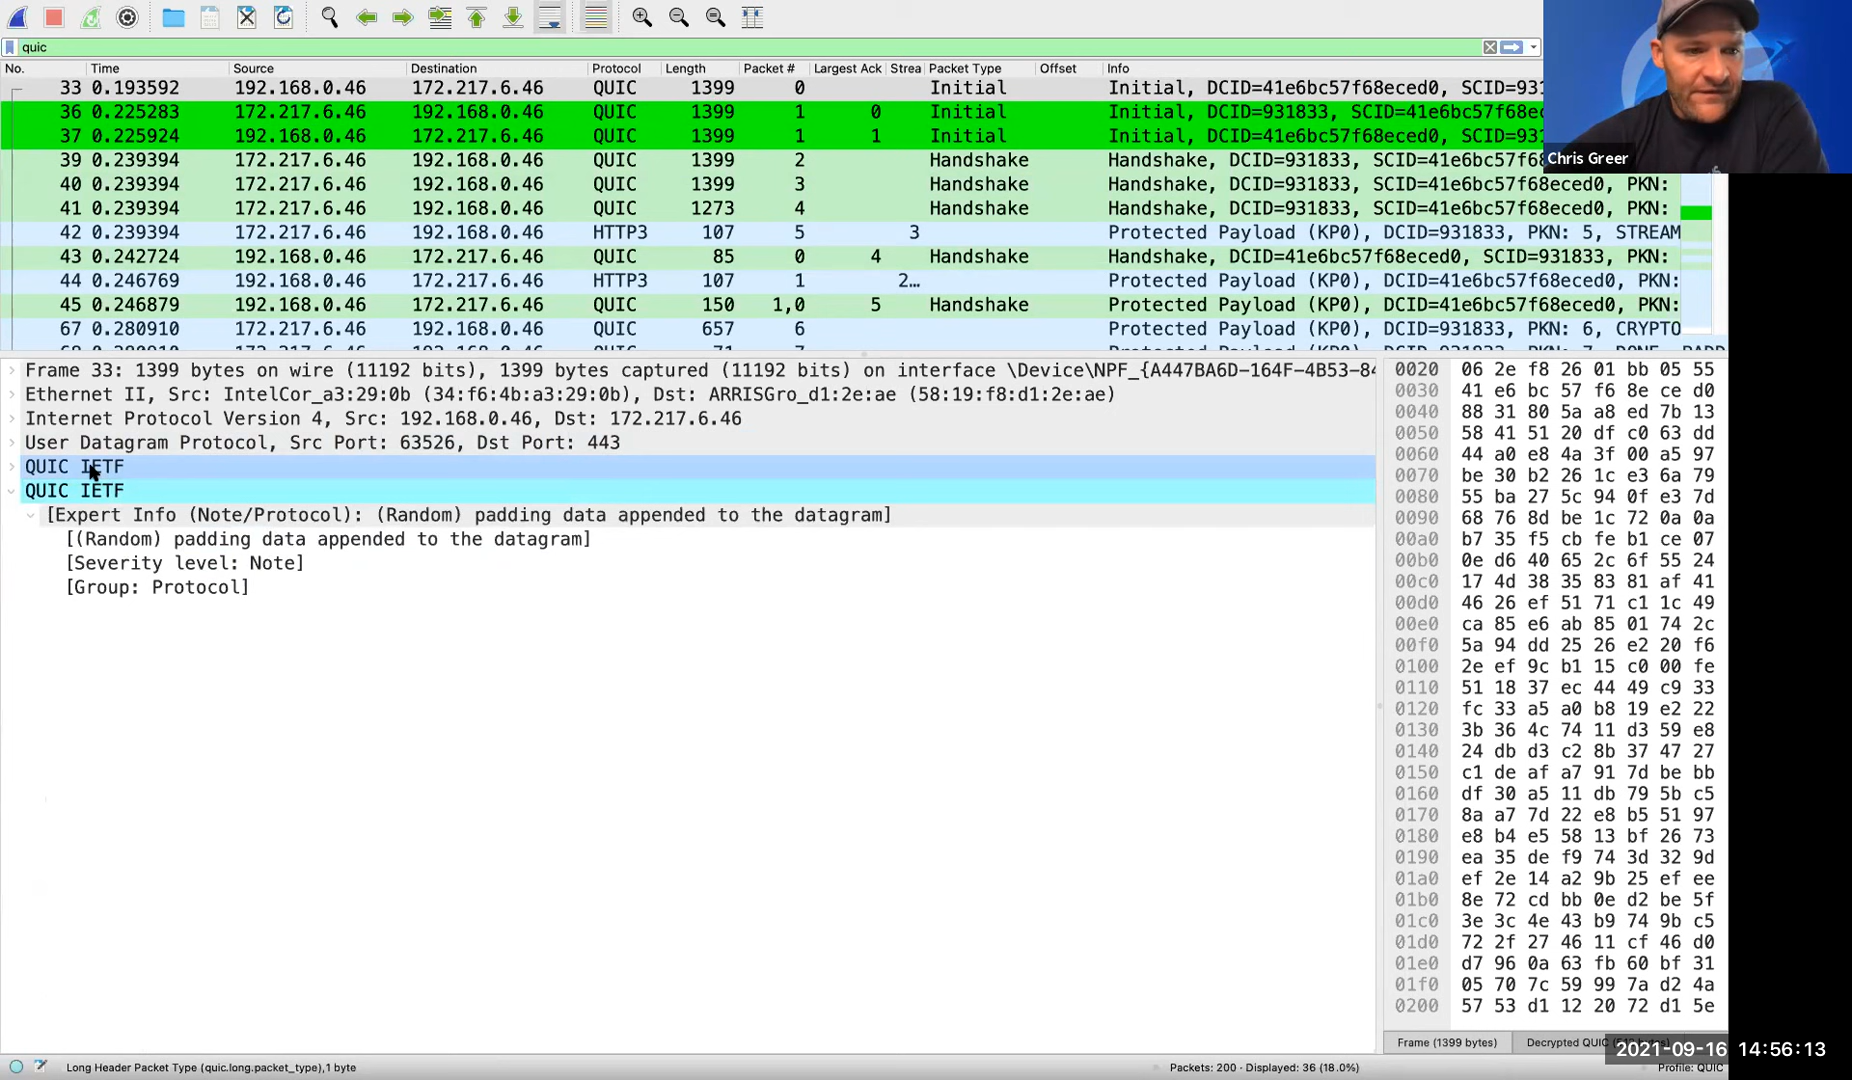 quic
No. Time Source Destination Protocol Length Packet # Largest Ack Strea Packet Type Offset Info
33 0.193592 192.168.0.46 172.217.6.46 QUIC 1399 0 Initial Initial, DCID=41e6bc57f68eced0, SCID=931
36 0.225283 172.217.6.46 192.168.0.46 QUIC 1399 1 0 Initial Initial, DCID=931833, SCID=41e6bc57f68eced0,
37 0.225924 192.168.0.46 172.217.6.46 QUIC 1399 1 1 Initial Initial, DCID=41e6bc57f68eced0, SCID=931
39 0.239394 172.217.6.46 192.168.0.46 QUIC 1399 2 Handshake Handshake, DCID=931833, SCID=41e6bc57f68
40 0.239394 172.217.6.46 192.168.0.46 QUIC 1399 3 Handshake Handshake, DCID=931833, SCID=41e6bc57f68eced0, PKN:
41 0.239394 172.217.6.46 192.168.0.46 QUIC 1273 4 Handshake Handshake, DCID=931833, SCID=41e6bc57f68eced0, PKN:
42 0.239394 172.217.6.46 192.168.0.46 HTTP3 107 5 3 Protected Payload (KP0), DCID=931833, PKN: 5, STREAM
43 0.242724 192.168.0.46 172.217.6.46 QUIC 85 0 4 Handshake Handshake, DCID=41e6bc57f68eced0, SCID=931833, PKN:
44 0.246769 192.168.0.46 172.217.6.46 HTTP3 107 1 2… Protected Payload (KP0), DCID=41e6bc57f68eced0, PKN:
45 0.246879 192.168.0.46 172.217.6.46 QUIC 150 1,0 5 Handshake Protected Payload (KP0), DCID=41e6bc57f68eced0, PKN:
67 0.280910 172.217.6.46 192.168.0.46 QUIC 657 6 Protected Payload (KP0), DCID=931833, PKN: 6, CRYPTO
Chris Greer
Frame 33: 1399 bytes on wire (11192 bits), 1399 bytes captured (11192 bits) on interface \Device\NPF_{A447BA6D-164F-4B53-84
Ethernet II, Src: IntelCor_a3:29:0b (34:f6:4b:a3:29:0b), Dst: ARRISGro_d1:2e:ae (58:19:f8:d1:2e:ae)
Internet Protocol Version 4, Src: 192.168.0.46, Dst: 172.217.6.46
User Datagram Protocol, Src Port: 63526, Dst Port: 443
QUIC IETF
QUIC IETF
[Expert Info (Note/Protocol): (Random) padding data appended to the datagram]
[(Random) padding data appended to the datagram]
[Severity level: Note]
[Group: Protocol]
0020 06 2e f8 26 01 bb 05 55
0030 41 e6 bc 57 f6 8e ce d0
0040 88 31 80 5a a8 ed 7b 13
0050 58 41 51 20 df c0 63 dd
0060 44 a0 e8 4a 3f 00 a5 97
0070 be 30 b2 26 1c e3 6a 79
0080 55 ba 27 5c 94 0f e3 7d
0090 68 76 8d be 1c 72 0a 0a
00a0 b7 35 f5 cb fe b1 ce 07
00b0 0e d6 40 65 2c 6f 55 24
00c0 17 4d 38 35 83 81 af 41
00d0 46 26 ef 51 71 c1 1c 49
00e0 ca 85 e6 ab 85 01 74 2c
00f0 5a 94 dd 25 26 e2 20 f6
0100 2e ef 9c b1 15 c0 00 fe
0110 51 18 37 ec 44 49 c9 33
0120 fc 33 a5 a0 b8 19 e2 22
0130 3b 36 4c 74 11 d3 59 e8
0140 24 db d3 c2 8b 37 47 27
0150 c1 de af a7 91 7d be bb
0160 df 30 a5 11 db 79 5b c5
0170 8a a7 7d 22 e8 b5 51 97
0180 e8 b4 e5 58 13 bf 26 73
0190 ea 35 de f9 74 3d 32 9d
01a0 ef 2e 14 a2 9b 25 ef ee
01b0 8e 72 cd bb 0e d2 be 5f
01c0 3e 3c 4e 43 b9 74 9b c5
01d0 72 2f 27 46 11 cf 46 d0
01e0 d7 96 0a 63 fb 60 bf 31
01f0 05 70 7c 59 99 7a d2 4a
0200 57 53 d1 12 20 72 d1 5e
Frame (1399 bytes) Decrypted QUIC
2021-09-16 14:56:13
Long Header Packet Type (quic.long.packet_type),1 byte Packets: 200 · Displayed: 36 (18.0%) Profile: QUIC